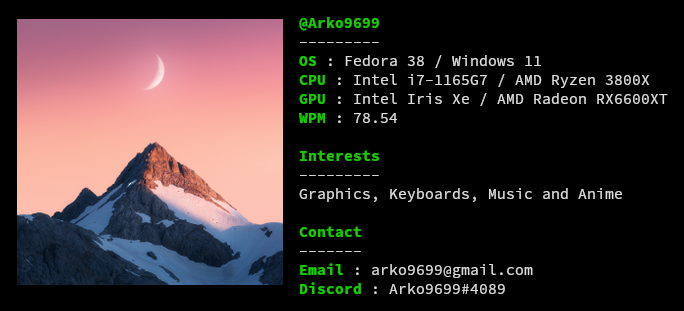 @Arko9699
---------
OS : Fedora 38 / Windows 11
CPU : Intel i7-1165G7 / AMD Ryzen 3800X
GPU : Intel Iris Xe / AMD Radeon RX6600XT
WPM : 78.54
Interests
---------
Graphics, Keyboards, Music and Anime
Contact
-------
Email : arko9699@gmail.com
Discord : Arko9699#4089